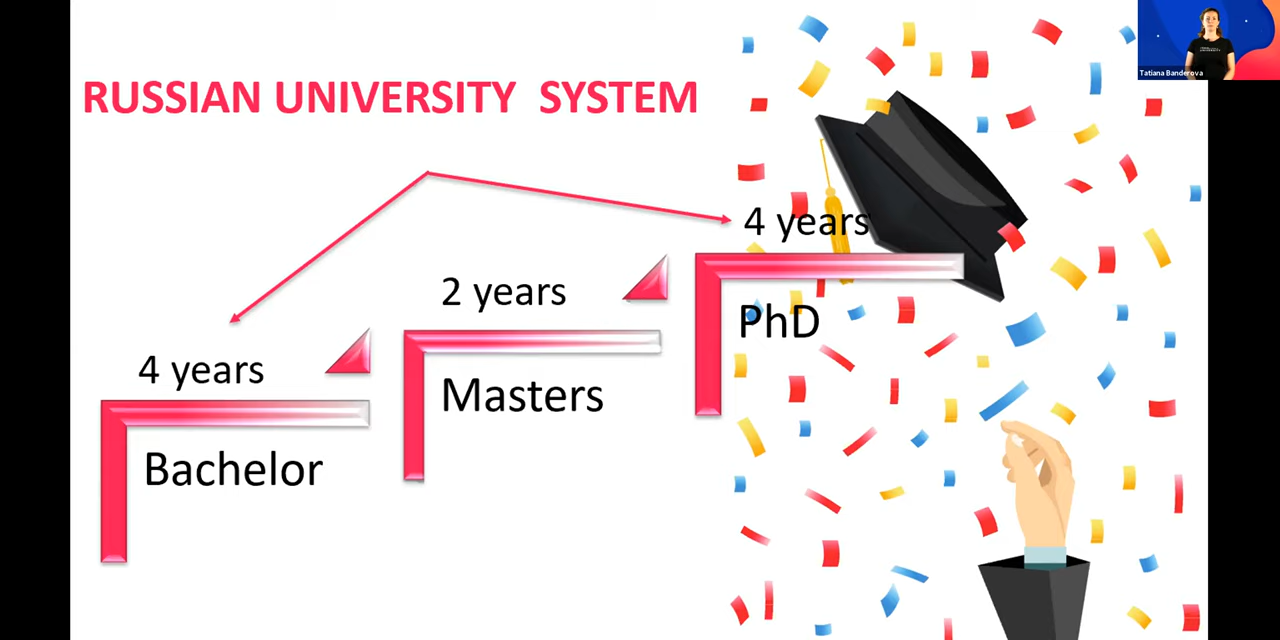 RUSSIAN UNIVERSITY SYSTEM
4 years
2 years
4 years
PhD
Masters
Bachelor
Tatiana Banderova